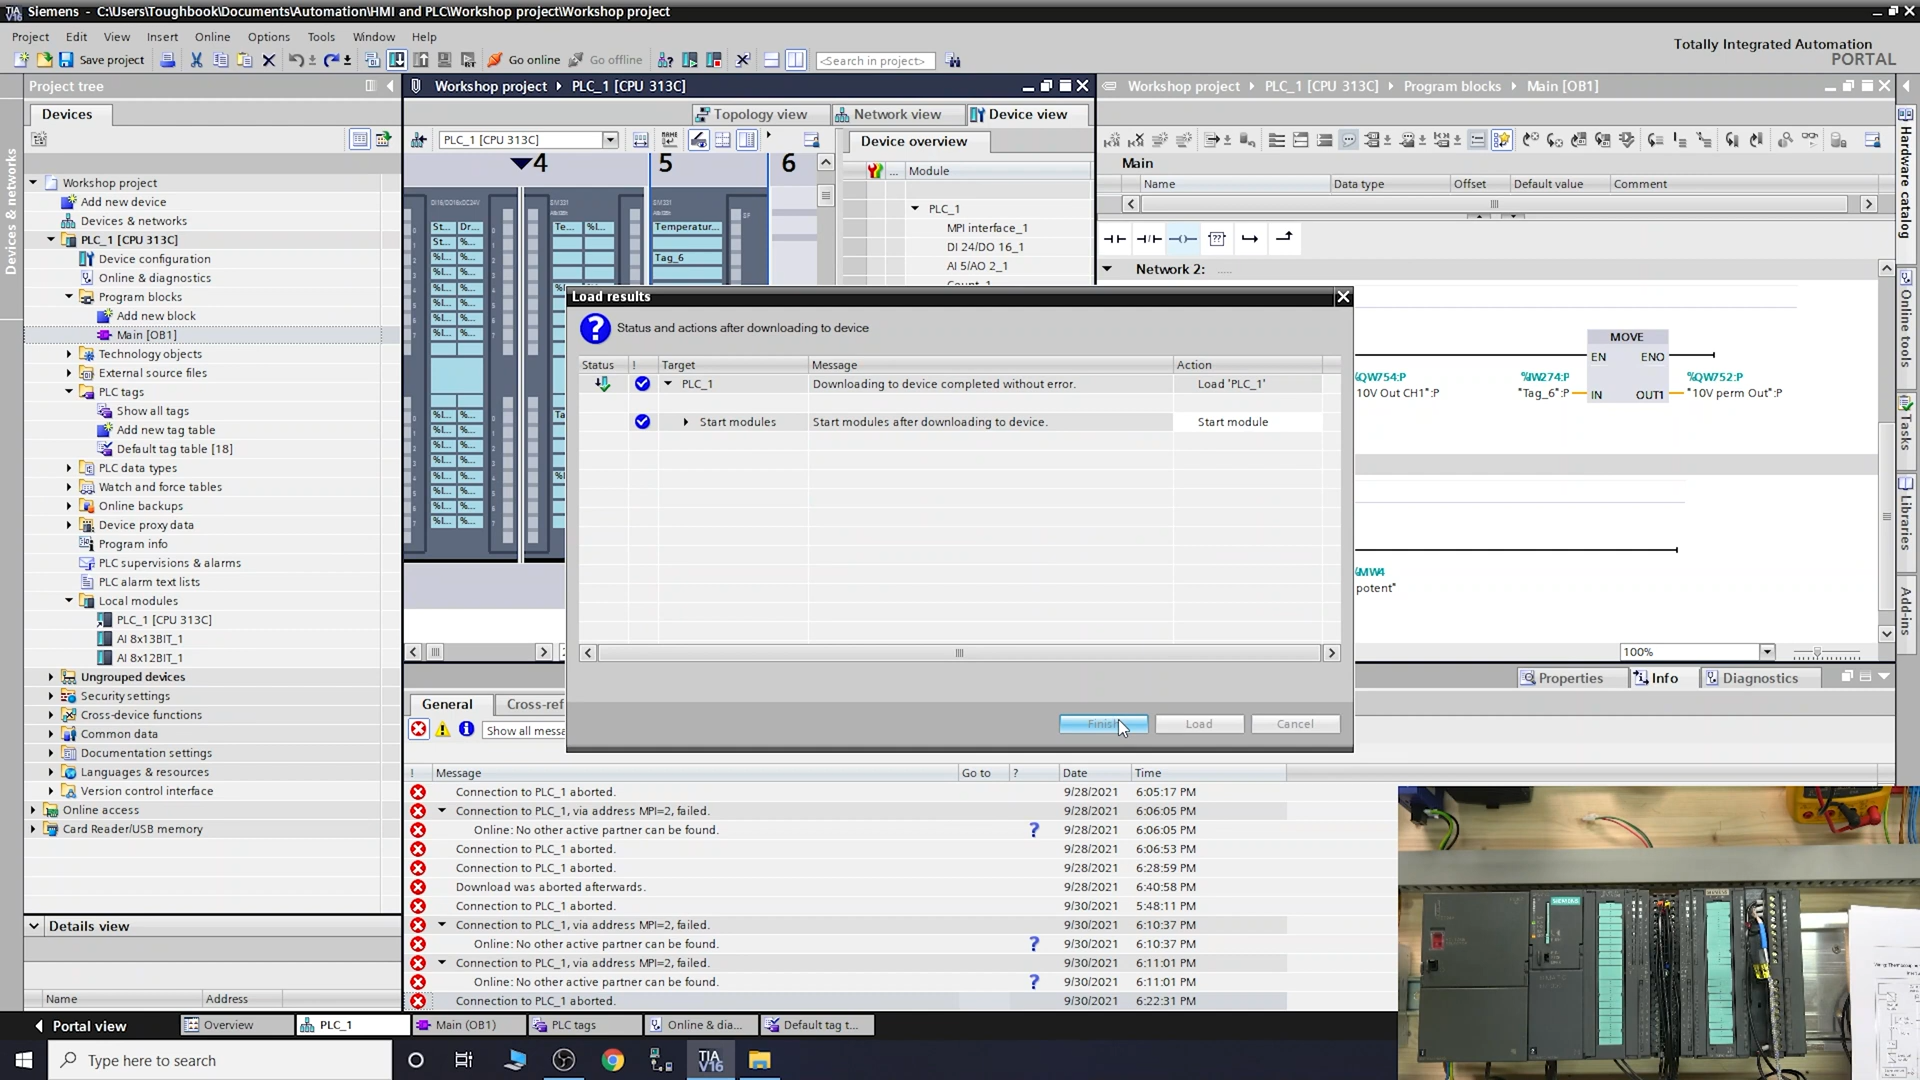 Siemens - C:\Users\Toughbook\Documents\Automation\HMI and PLC\Workshop project\Workshop project
Project Edit View Insert Online Options Tools Window Help
Totally Integrated Automation
PORTAL
Save project
Go online
Go offline
<Search in project>
Project tree
Devices
Devices & networks
Workshop project
Add new device
Devices & networks
PLC_1 [CPU 313C]
Device configuration
Online & diagnostics
Program blocks
Add new block
Main [OB1]
Technology objects
External source files
PLC tags
Show all tags
Add new tag table
Default tag table [18]
PLC data types
Watch and force tables
Online backups
Device proxy data
Program info
PLC supervisions & alarms
PLC alarm text lists
Local modules
PLC_1 [CPU 313C]
AI 8x13BIT_1
AI 8x12BIT_1
Ungrouped devices
Security settings
Cross-device functions
Common data
Documentation settings
Languages & resources
Version control interface
Online access
Card Reader/USB memory
Details view
Name Address
Workshop project PLC_1 [CPU 313C]
Topology view Network view Device view
PLC_1 [CPU 313C]
4 5 6
Temperatur...
Tag_6
Device overview
... Module
PLC_1
MPI interface_1
DI 24/DO 16_1
AI 5/AO 2_1
Count_1
Workshop project PLC_1 [CPU 313C] Program blocks Main [OB1]
Main
Name Data type Offset Default value Comment
Network 2: .....
MOVE
EN ENO
%QW754:P
10V Out CH1":P
%IW274:P
"Tag_6":P
IN OUT1
%QW752:P
"10V perm Out":P
%MW4
potent"
100%
Hardware catalog
Online tools
Tasks
Libraries
Add-ins
Load results
Status and actions after downloading to device
Status ! Target Message Action
PLC_1 Downloading to device completed without error. Load 'PLC_1'
Start modules Start modules after downloading to device. Start module
Finish Load Cancel
Properties Info Diagnostics
General Cross-ref
Show all messa
! Message Go to ? Date Time
Connection to PLC_1 aborted. 9/28/2021 6:05:17 PM
Connection to PLC_1, via address MPI=2, failed. 9/28/2021 6:06:05 PM
Online: No other active partner can be found. ? 9/28/2021 6:06:05 PM
Connection to PLC_1 aborted. 9/28/2021 6:06:53 PM
Connection to PLC_1 aborted. 9/28/2021 6:28:59 PM
Download was aborted afterwards. 9/28/2021 6:40:58 PM
Connection to PLC_1 aborted. 9/30/2021 5:48:11 PM
Connection to PLC_1, via address MPI=2, failed. 9/30/2021 6:10:37 PM
Online: No other active partner can be found. ? 9/30/2021 6:10:37 PM
Connection to PLC_1, via address MPI=2, failed. 9/30/2021 6:11:01 PM
Online: No other active partner can be found. ? 9/30/2021 6:11:01 PM
Connection to PLC_1 aborted. 9/30/2021 6:22:31 PM
SIEMENS
Portal view Overview PLC_1 Main (OB1) PLC tags Online & dia... Default tag t...
Type here to search
TIA
V16